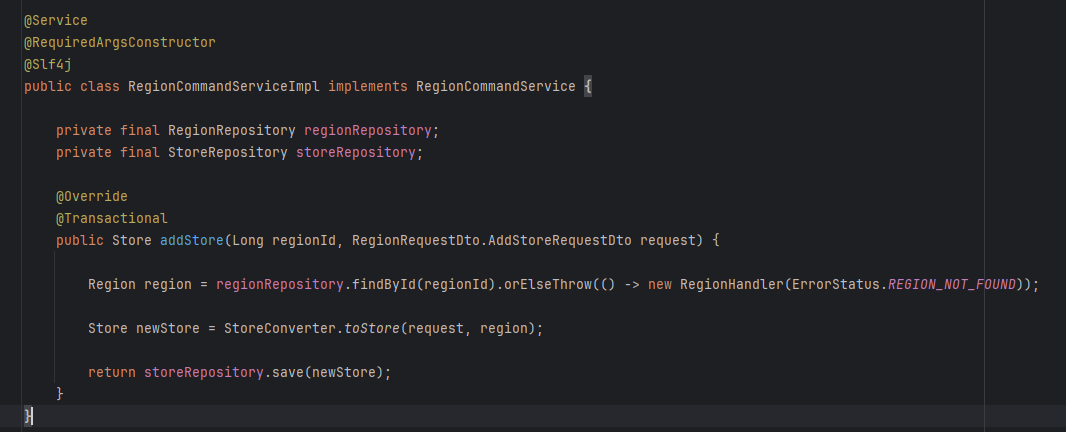 @Service
@RequiredArgsConstructor
@Slf4j
public class RegionCommandServiceImpl implements RegionCommandService {
private final RegionRepository regionRepository;
private final StoreRepository storeRepository;
@Override
@Transactional
public Store addStore(Long regionId, RegionRequestDto.AddStoreRequestDto request) {
Region region = regionRepository.findById(regionId).orElseThrow(() -> new RegionHandler(ErrorStatus.REGION_NOT_FOUND));
Store newStore = StoreConverter.toStore(request, region);
return storeRepository.save(newStore);
}
}